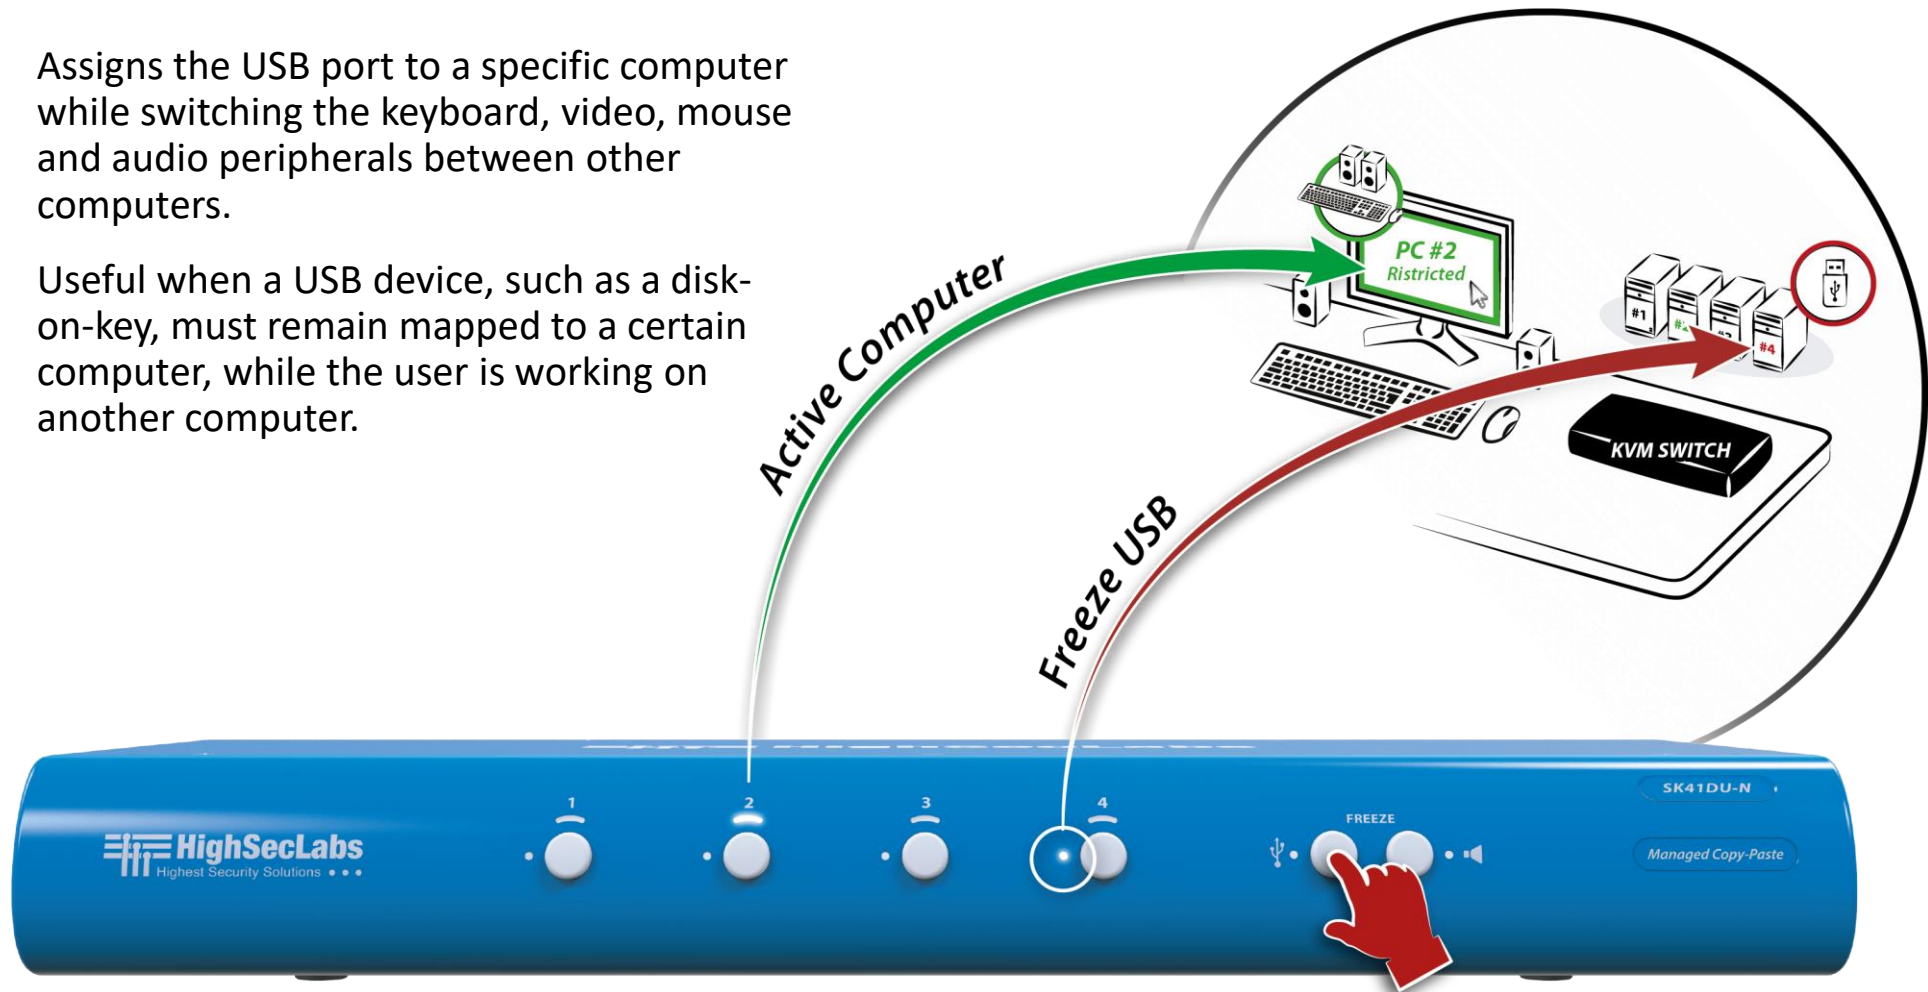 Assigns the USB port to a specific computer
while switching the keyboard, video, mouse
and audio peripherals between other
computers.
Useful when a USB device, such as a disk-
on-key, must remain mapped to a certain
computer, while the user is working on
another computer.
Active Computer
Freeze USB
PC #2
Ristricted
#1
#4
KVM SWITCH
HighSecLabs
Highest Security Solutions
1
2
3
4
FREEZE
SK41DU-N
Managed Copy-Paste